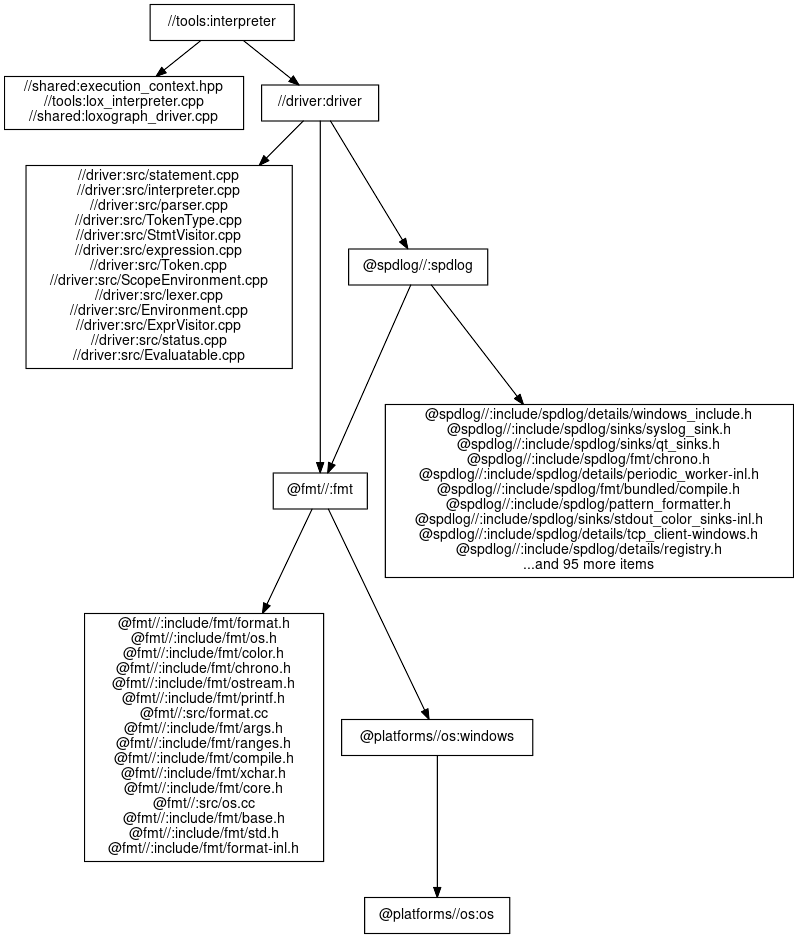 //tools:interpreter
//shared:execution_context.hpp
//tools:lox_interpreter.cpp
//shared:loxograph_driver.cpp
//driver:driver
//driver:src/statement.cpp
//driver:src/interpreter.cpp
//driver:src/parser.cpp
//driver:src/TokenType.cpp
//driver:src/StmtVisitor.cpp
//driver:src/expression.cpp
//driver:src/Token.cpp
//driver:src/ScopeEnvironment.cpp
//driver:src/lexer.cpp
//driver:src/Environment.cpp
//driver:src/ExprVisitor.cpp
//driver:src/status.cpp
//driver:src/Evaluatable.cpp
@spdlog//:spdlog
@spdlog//:include/spdlog/details/windows_include.h
@spdlog//:include/spdlog/sinks/syslog_sink.h
@spdlog//:include/spdlog/sinks/qt_sinks.h
@spdlog//:include/spdlog/fmt/chrono.h
@spdlog//:include/spdlog/details/periodic_worker-inl.h
@spdlog//:include/spdlog/fmt/bundled/compile.h
@spdlog//:include/spdlog/pattern_formatter.h
@spdlog//:include/spdlog/sinks/stdout_color_sinks-inl.h
@spdlog//:include/spdlog/details/tcp_client-windows.h
@spdlog//:include/spdlog/details/registry.h
...and 95 more items
@fmt//:fmt
@fmt//:include/fmt/format.h
@fmt//:include/fmt/os.h
@fmt//:include/fmt/color.h
@fmt//:include/fmt/chrono.h
@fmt//:include/fmt/ostream.h
@fmt//:include/fmt/printf.h
@fmt//:src/format.cc
@fmt//:include/fmt/args.h
@fmt//:include/fmt/ranges.h
@fmt//:include/fmt/compile.h
@fmt//:include/fmt/xchar.h
@fmt//:include/fmt/core.h
@fmt//:src/os.cc
@fmt//:include/fmt/base.h
@fmt//:include/fmt/std.h
@fmt//:include/fmt/format-inl.h
@platforms//os:windows
@platforms//os:os